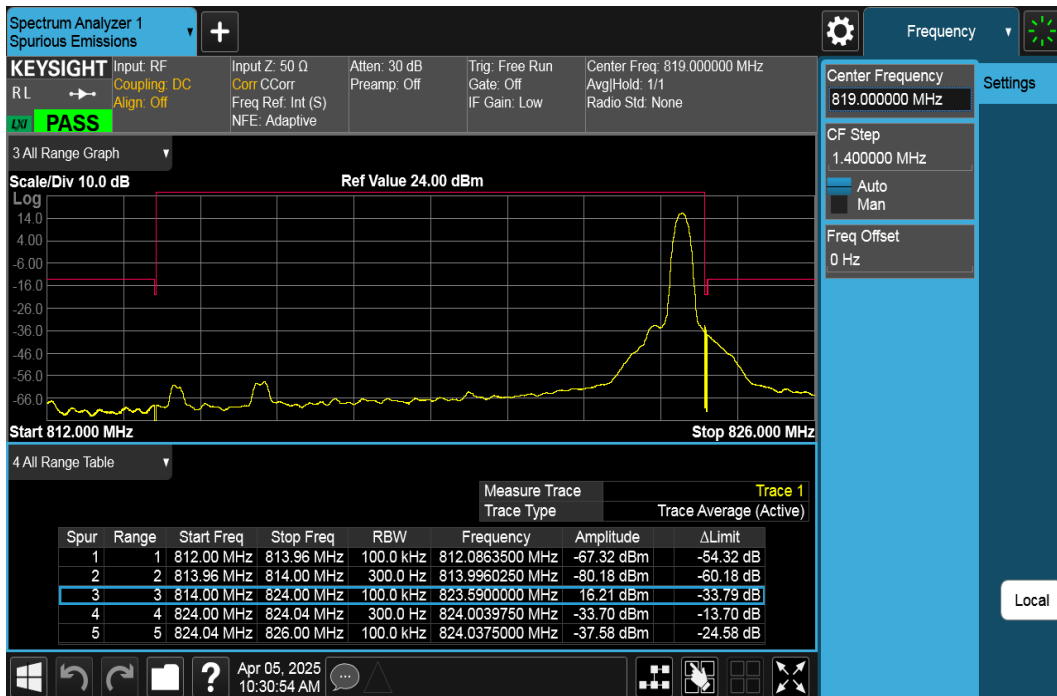 Spectrum Analyzer 1
Spurious Emissions
Frequency
KEYSIGHT
R L
LXI
PASS
Input: RF
Coupling: DC
Align: Off
Input Z: 50 Ω
Corr CCorr
Freq Ref: Int (S)
NFE: Adaptive
Atten: 30 dB
Preamp: Off
Trig: Free Run
Gate: Off
IF Gain: Low
Center Freq: 819.000000 MHz
Avg|Hold: 1/1
Radio Std: None
Center Frequency
819.000000 MHz
Settings
CF Step
1.400000 MHz
Auto
Man
Freq Offset
0 Hz
Local
3 All Range Graph
Scale/Div 10.0 dB Ref Value 24.00 dBm
Log
14.0
4.00
-6.00
-16.0
-26.0
-36.0
-46.0
-56.0
-66.0
Start 812.000 MHz Stop 826.000 MHz
4 All Range Table
Measure Trace Trace 1
Trace Type Trace Average (Active)
Spur Range Start Freq Stop Freq RBW Frequency Amplitude ΔLimit
1 1 812.00 MHz 813.96 MHz 100.0 kHz 812.0863500 MHz -67.32 dBm -54.32 dB
2 2 813.96 MHz 814.00 MHz 300.0 Hz 813.9960250 MHz -80.18 dBm -60.18 dB
3 3 814.00 MHz 824.00 MHz 100.0 kHz 823.5900000 MHz 16.21 dBm -33.79 dB
4 4 824.00 MHz 824.04 MHz 300.0 Hz 824.0039750 MHz -33.70 dBm -13.70 dB
5 5 824.04 MHz 826.00 MHz 100.0 kHz 824.0375000 MHz -37.58 dBm -24.58 dB
?
Apr 05, 2025
10:30:54 AM